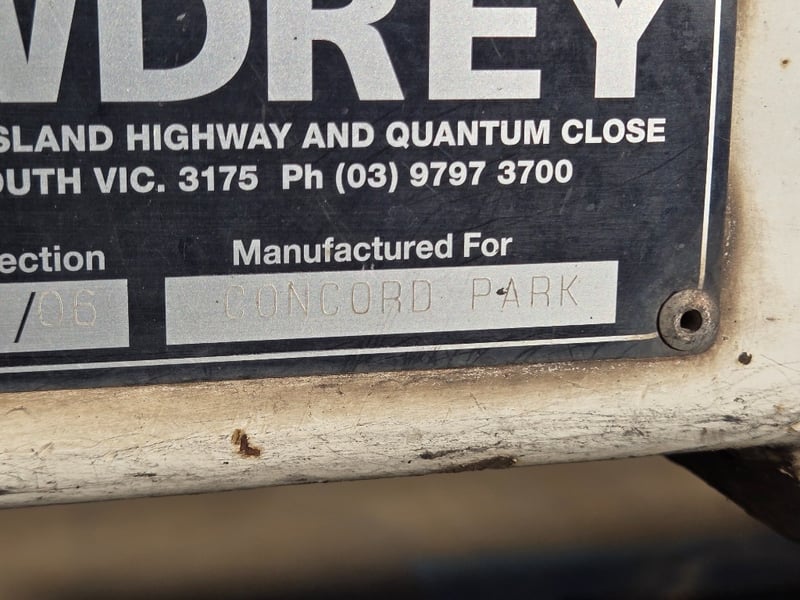 WDREY
SLAND HIGHWAY AND QUANTUM CLOSE
OUTH VIC. 3175 Ph (03) 9797 3700
ection Manufactured For
/06 CONCORD PARK